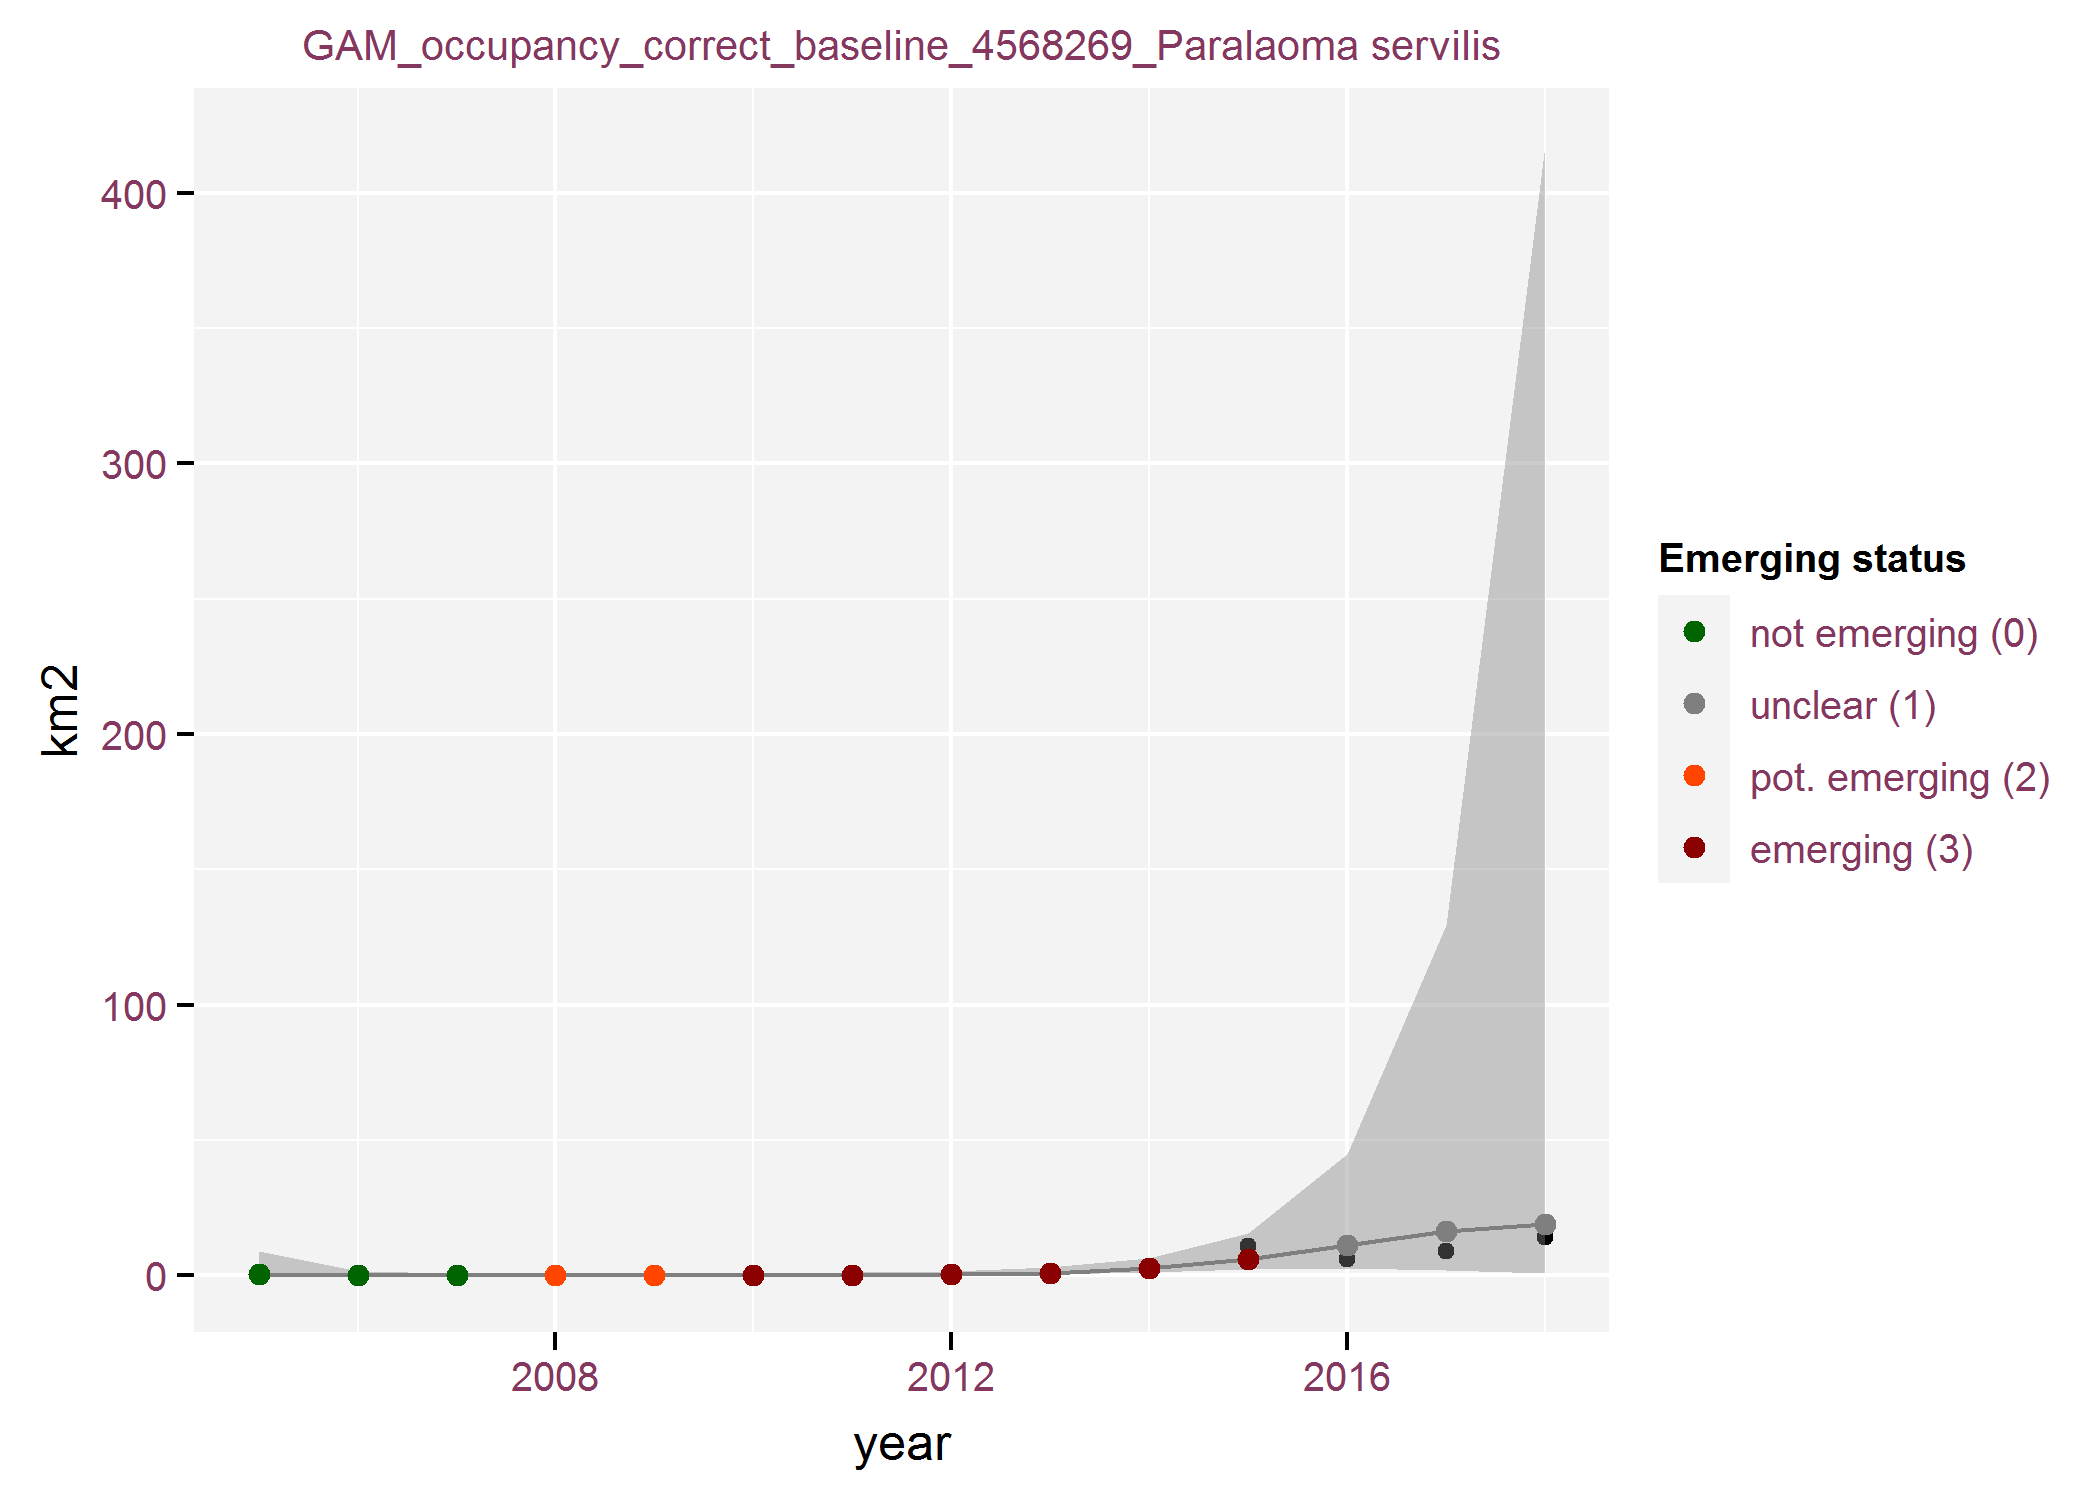 GAM_occupancy_correct_baseline_4568269_Paralaoma servilis
400
300
200
100
0
km2
2008
2012
2016
year
Emerging status
not emerging (0)
unclear (1)
pot. emerging (2)
emerging (3)